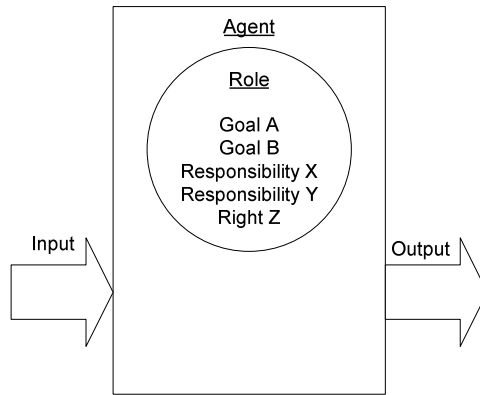 Agent
Role
Goal A
Goal B
Responsibility X
Responsibility Y
Right Z
Input
Output